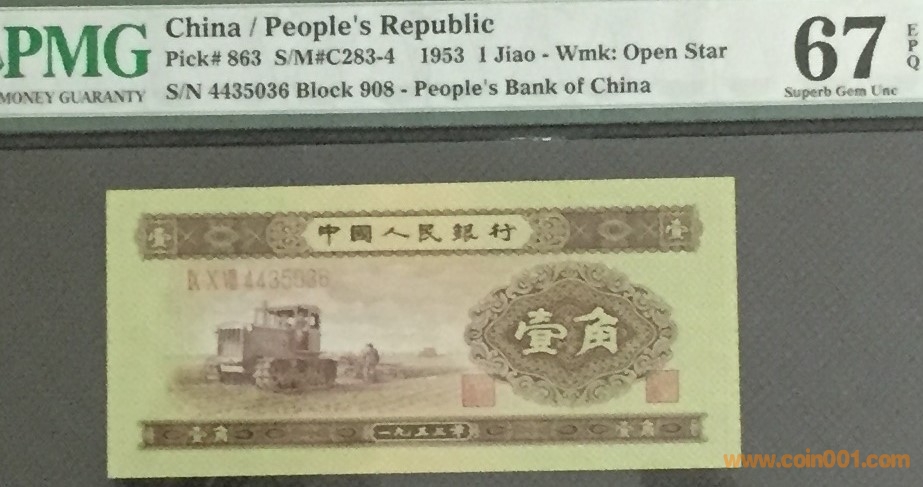 PMG
MONEY GUARANTY
China / People's Republic
Pick# 863 S/M#C283-4 1953 1 Jiao - Wmk: Open Star
S/N 4435036 Block 908 - People's Bank of China
67
EPQ
Superb Gem Unc
壹
中國人民銀行
壹
IX X VIII 4435036
壹角
壹角
一九五三年
壹角
www.coin001.com